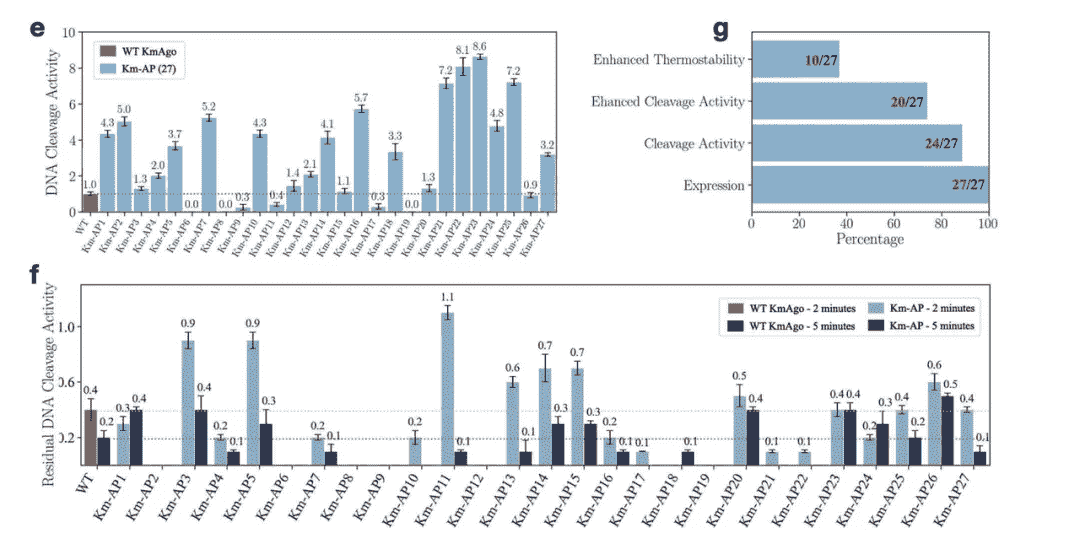 e
DNA Cleavage Activity
10
8
6
4
2
0
WT KmAgo
Km-AP (27)
1.0 4.3 5.0 1.3 2.0 3.7 0.0 5.2 0.0 0.3 4.3 0.4 1.4 2.1 4.1 1.1 5.7 0.3 3.3 0.0 1.3 7.2 8.1 8.6 4.8 7.2 0.9 3.2
WT Km-AP1 Km-AP2 Km-AP3 Km-AP4 Km-AP5 Km-AP6 Km-AP7 Km-AP8 Km-AP9 Km-AP10 Km-AP11 Km-AP12 Km-AP13 Km-AP14 Km-AP15 Km-AP16 Km-AP17 Km-AP18 Km-AP19 Km-AP20 Km-AP21 Km-AP22 Km-AP23 Km-AP24 Km-AP25 Km-AP26 Km-AP27
g
Enhanced Thermostability 10/27
Ehanced Cleavage Activity 20/27
Cleavage Activity 24/27
Expression 27/27
0 20 40 60 80 100
Percentage
f
Residual DNA Cleavage Activity
1.0
0.6
0.2
WT KmAgo - 2 minutes Km-AP - 2 minutes
WT KmAgo - 5 minutes Km-AP - 5 minutes
0.4 0.2 0.3 0.4 0.9 0.4 0.2 0.1 0.9 0.3 0.2 0.1 0.2 1.1 0.1 0.6 0.1 0.7 0.3 0.7 0.3 0.2 0.1 0.1 0.1 0.5 0.4 0.1 0.1 0.4 0.4 0.2 0.3 0.4 0.2 0.6 0.5 0.4 0.1
WT Km-AP1 Km-AP2 Km-AP3 Km-AP4 Km-AP5 Km-AP6 Km-AP7 Km-AP8 Km-AP9 Km-AP10 Km-AP11 Km-AP12 Km-AP13 Km-AP14 Km-AP15 Km-AP16 Km-AP17 Km-AP18 Km-AP19 Km-AP20 Km-AP21 Km-AP22 Km-AP23 Km-AP24 Km-AP25 Km-AP26 Km-AP27